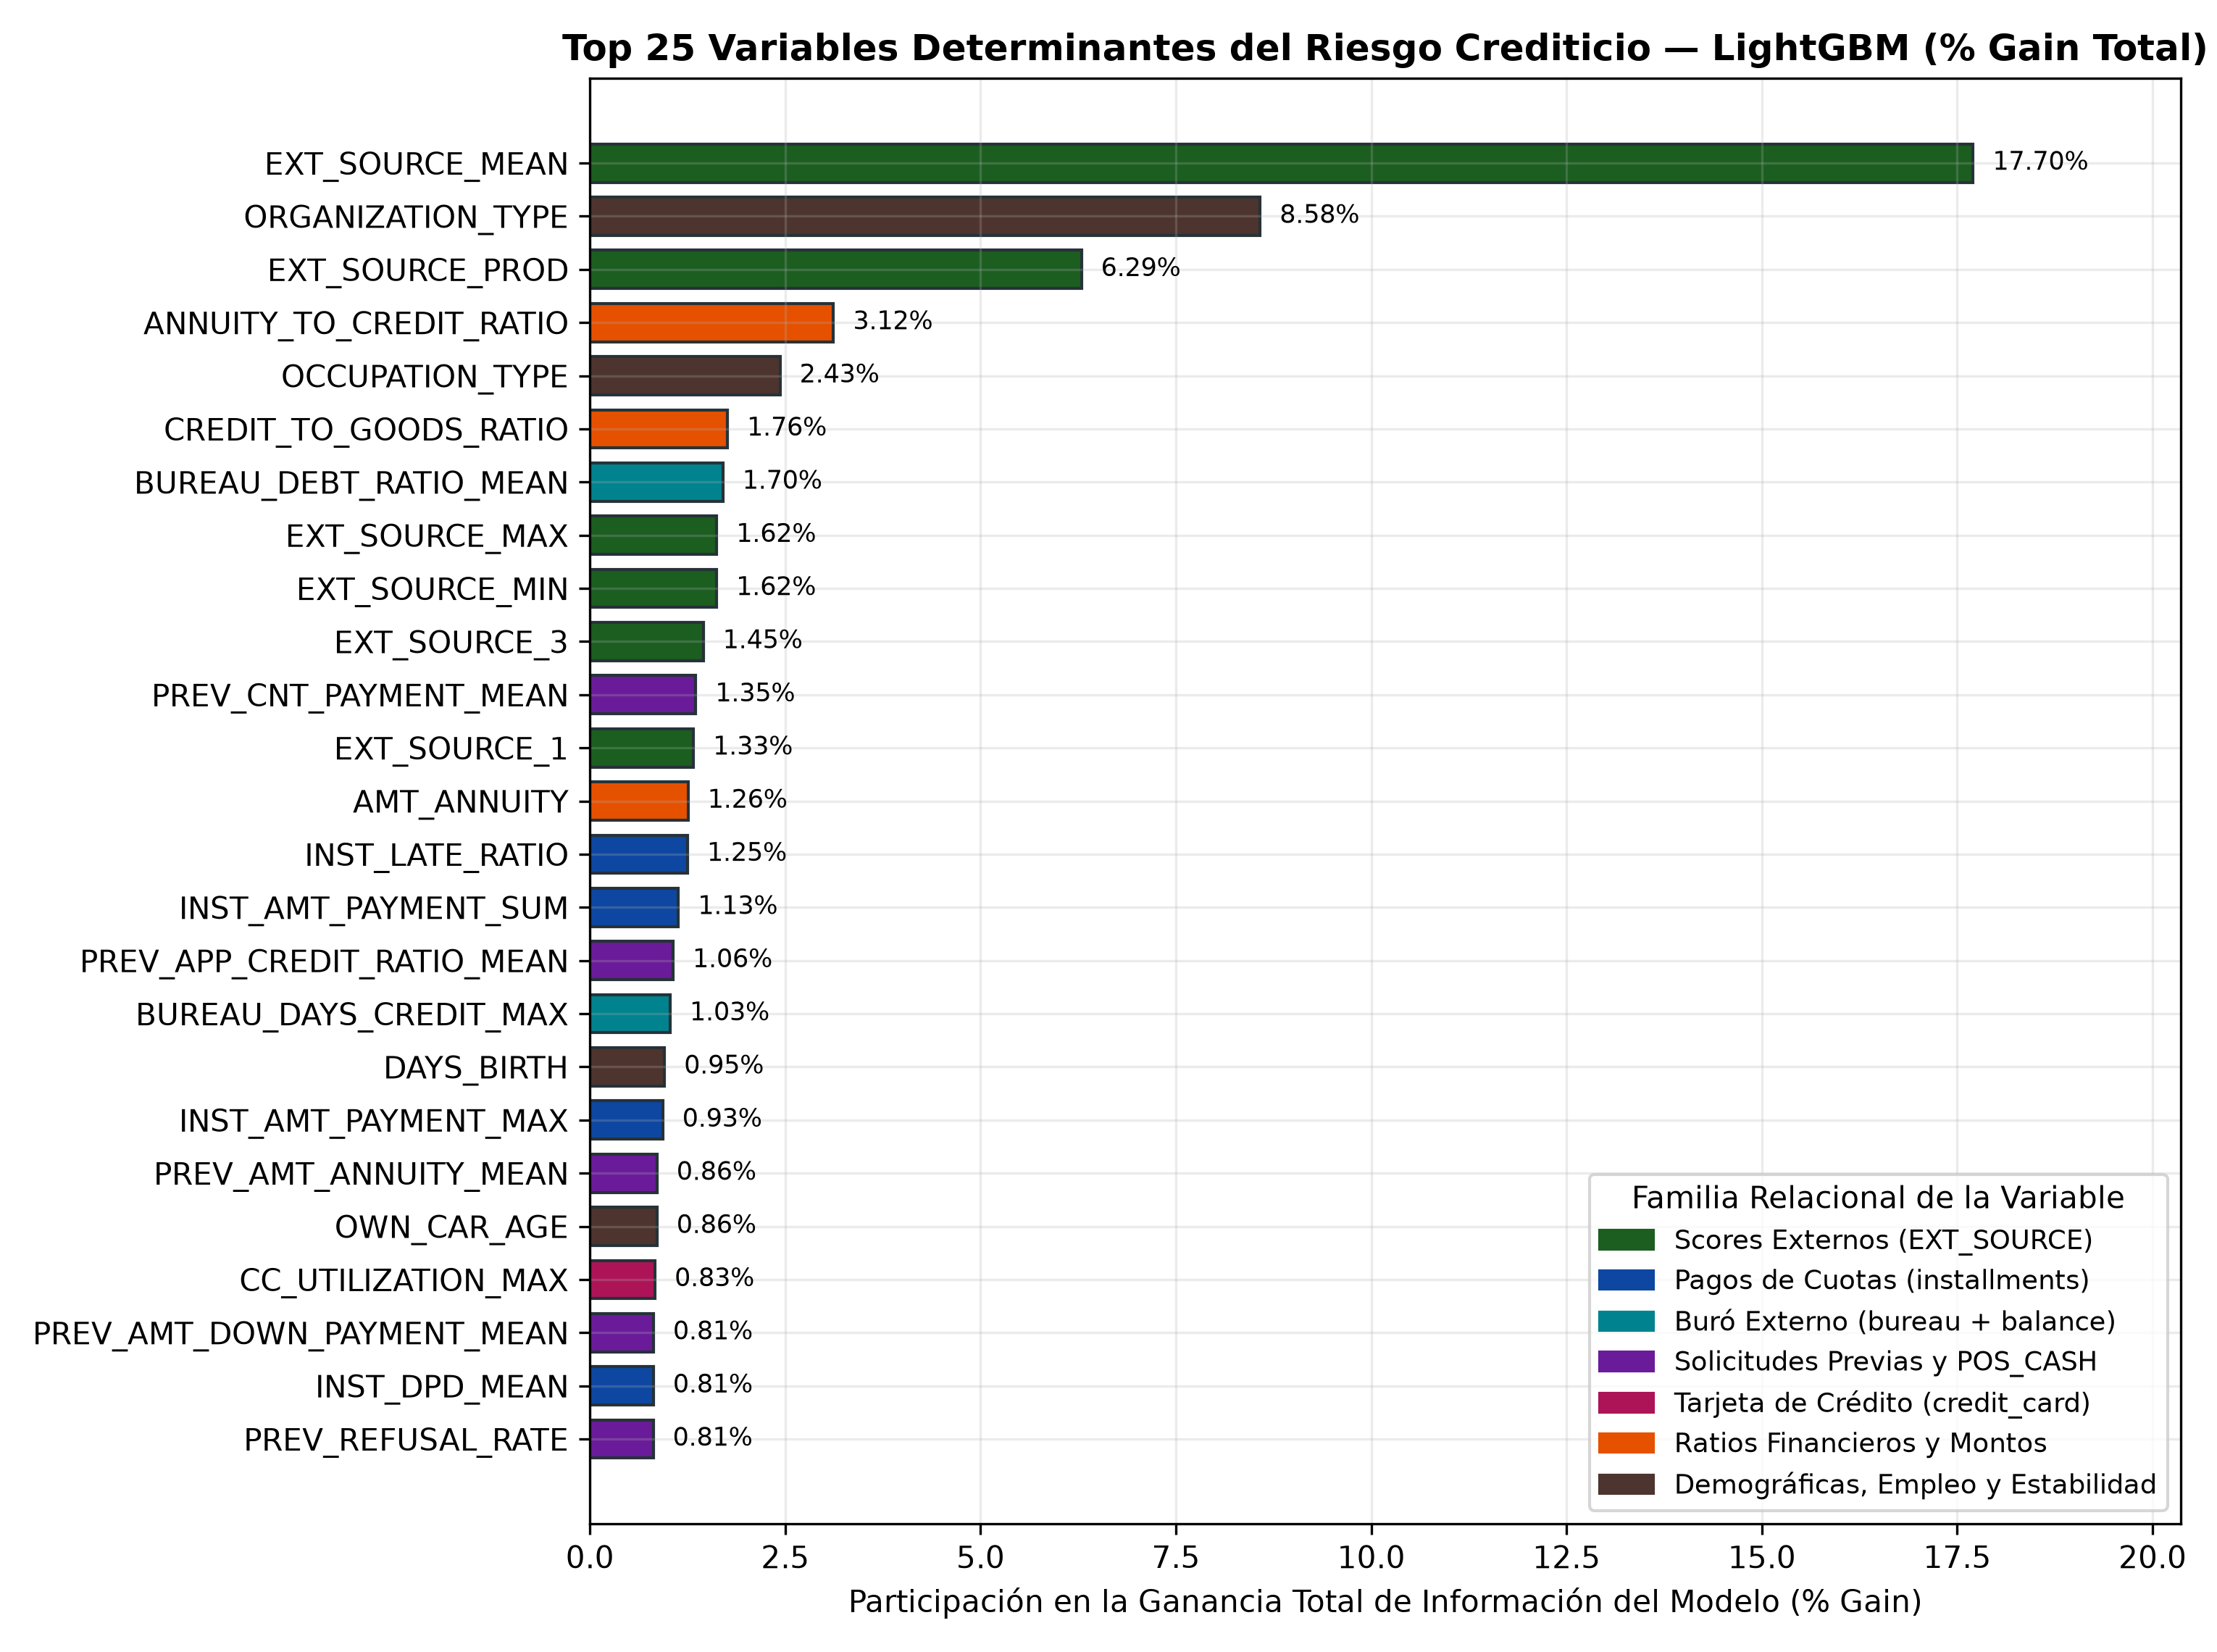 Top 25 Variables Determinantes del Riesgo Crediticio — LightGBM (% Gain Total)
EXT_SOURCE_MEAN 17.70%
ORGANIZATION_TYPE 8.58%
EXT_SOURCE_PROD 6.29%
ANNUITY_TO_CREDIT_RATIO 3.12%
OCCUPATION_TYPE 2.43%
CREDIT_TO_GOODS_RATIO 1.76%
BUREAU_DEBT_RATIO_MEAN 1.70%
EXT_SOURCE_MAX 1.62%
EXT_SOURCE_MIN 1.62%
EXT_SOURCE_3 1.45%
PREV_CNT_PAYMENT_MEAN 1.35%
EXT_SOURCE_1 1.33%
AMT_ANNUITY 1.26%
INST_LATE_RATIO 1.25%
INST_AMT_PAYMENT_SUM 1.13%
PREV_APP_CREDIT_RATIO_MEAN 1.06%
BUREAU_DAYS_CREDIT_MAX 1.03%
DAYS_BIRTH 0.95%
INST_AMT_PAYMENT_MAX 0.93%
PREV_AMT_ANNUITY_MEAN 0.86%
OWN_CAR_AGE 0.86%
CC_UTILIZATION_MAX 0.83%
PREV_AMT_DOWN_PAYMENT_MEAN 0.81%
INST_DPD_MEAN 0.81%
PREV_REFUSAL_RATE 0.81%
Familia Relacional de la Variable
Scores Externos (EXT_SOURCE)
Pagos de Cuotas (installments)
Buró Externo (bureau + balance)
Solicitudes Previas y POS_CASH
Tarjeta de Crédito (credit_card)
Ratios Financieros y Montos
Demográficas, Empleo y Estabilidad
0.0 2.5 5.0 7.5 10.0 12.5 15.0 17.5 20.0
Participación en la Ganancia Total de Información del Modelo (% Gain)